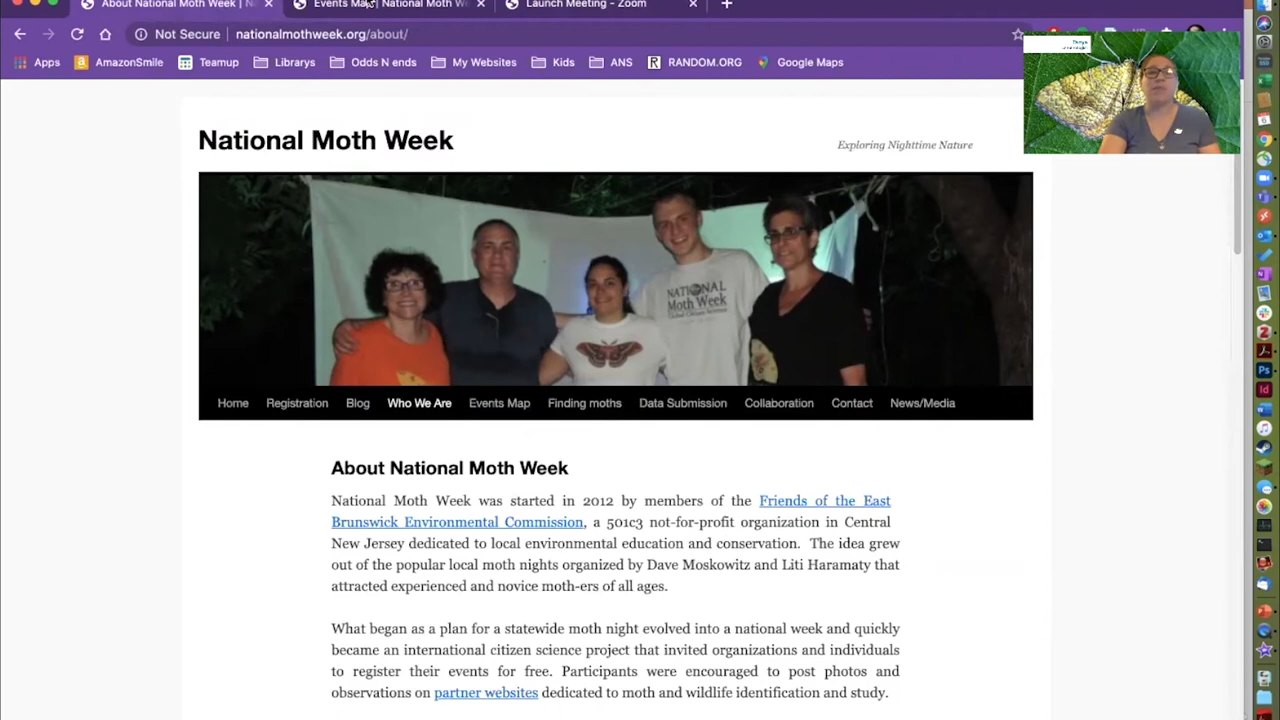 About National Moth Week | N
Events Map | National Moth W
Launch Meeting - Zoom
Not Secure
nationalmothweek.org/about/
Apps
AmazonSmile
Teamup
Librarys
Odds N ends
My Websites
Kids
ANS
R RANDOM.ORG
Google Maps
National Moth Week
Exploring Nighttime Nature
NATIONAL
Moth Week
Home
Registration
Blog
Who We Are
Events Map
Finding moths
Data Submission
Collaboration
Contact
News/Media
About National Moth Week
National Moth Week was started in 2012 by members of the Friends of the East
Brunswick Environmental Commission, a 501c3 not-for-profit organization in Central
New Jersey dedicated to local environmental education and conservation. The idea grew
out of the popular local moth nights organized by Dave Moskowitz and Liti Haramaty that
attracted experienced and novice moth-ers of all ages.
What began as a plan for a statewide moth night evolved into a national week and quickly
became an international citizen science project that invited organizations and individuals
to register their events for free. Participants were encouraged to post photos and
observations on partner websites dedicated to moth and wildlife identification and study.